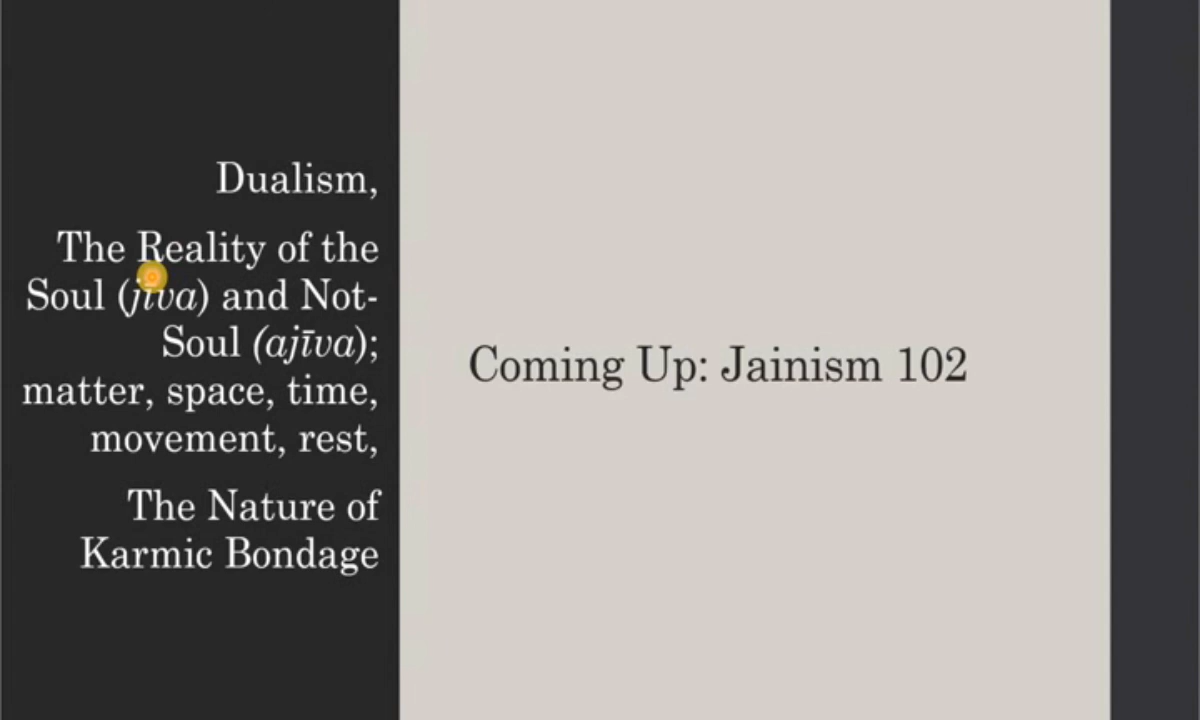 Dualism,
The Reality of the
Soul (jīva) and Not-
Soul (ajīva);
matter, space, time,
movement, rest,
The Nature of
Karmic Bondage
Coming Up: Jainism 102